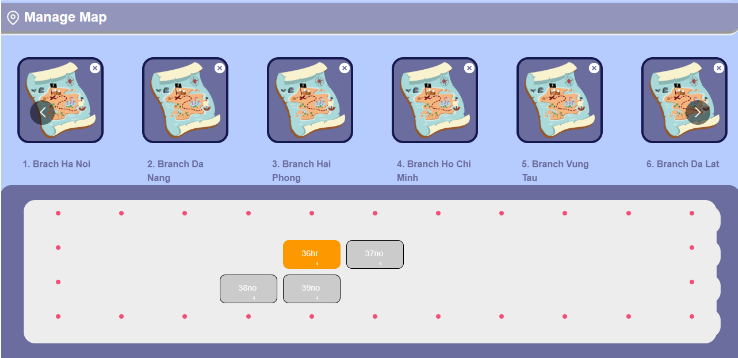 Manage Map
1. Brach Ha Noi
2. Branch Da
Nang
3. Branch Hai
Phong
4. Branch Ho Chi
Minh
5. Branch Vung
Tau
6. Branch Da Lat
36hr
37no
38no
39no